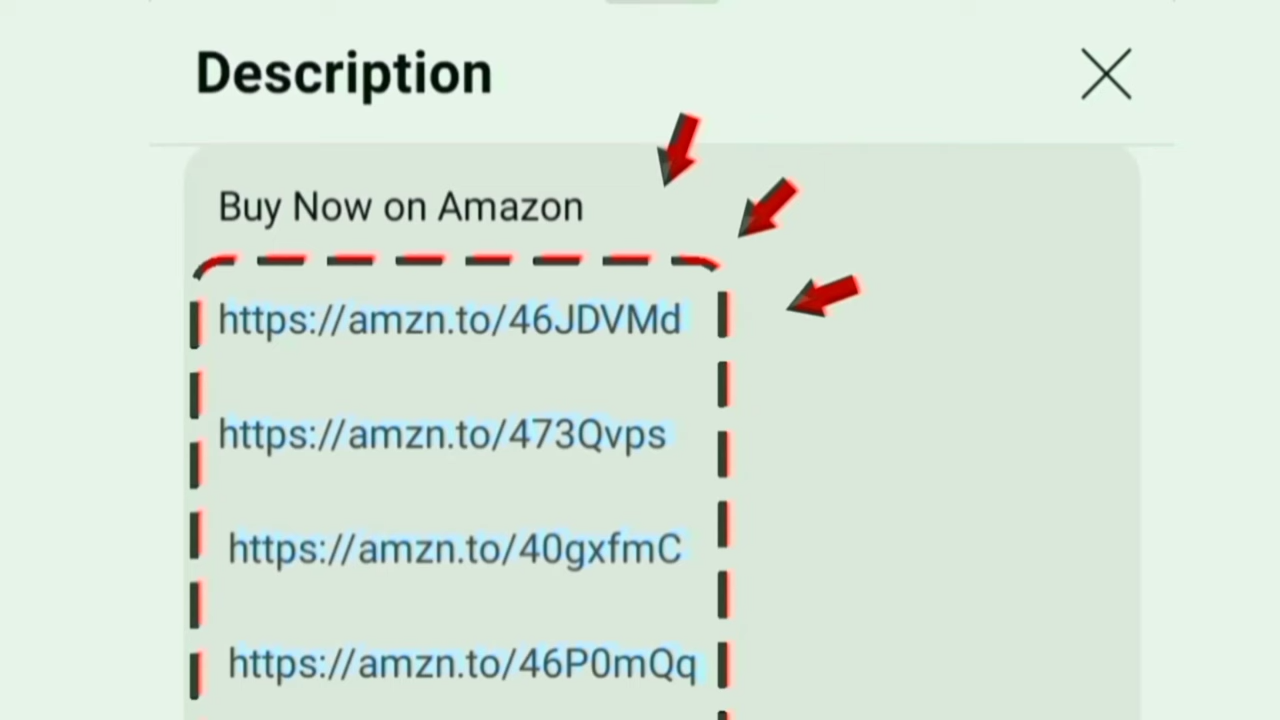 Description
Buy Now on Amazon
https://amzn.to/46JDVMd
https://amzn.to/473Qvps
https://amzn.to/40gxfmC
https://amzn.to/46P0mQq